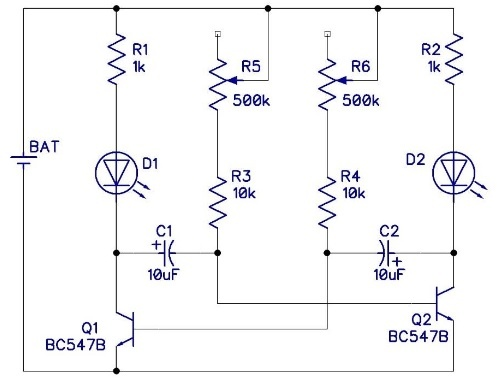 R1
1k
R5
500k
R6
500k
R2
1k
BAT
D1
R3
10k
R4
10k
D2
C1
+
10uF
C2
+
10uF
Q1
BC547B
Q2
BC547B